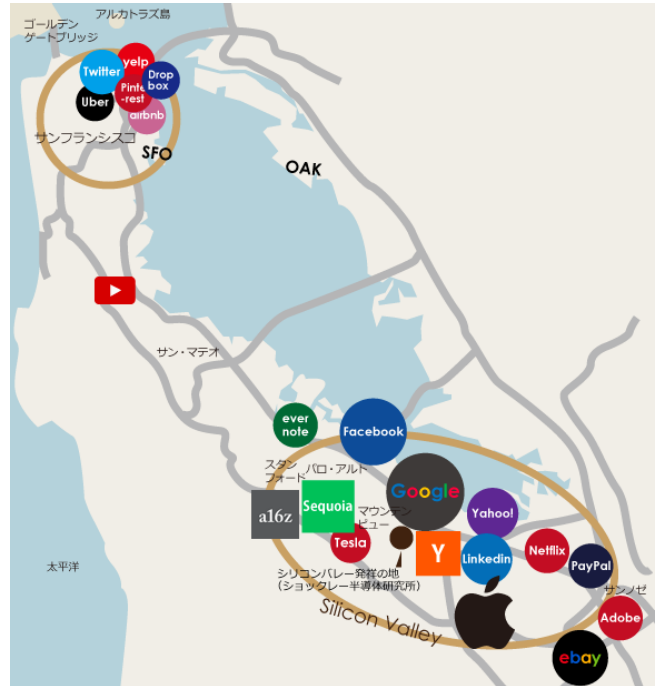 アルカトラズ島
ゴールデン
ゲートブリッジ
yelp
Twitter
Drop
box
Pinte
-rest
Uber
airbnb
サンフランシスコ
SFO
OAK
サン・マテオ
ever
note
Facebook
スタン
フォード
パロ・アルト
Google
Sequoia
a16z
マウンテン
ビュー
Yahoo!
Tesla
Y
Linkedin
Netflix
PayPal
太平洋
シリコンバレー発祥の地
(ショックレー半導体研究所)
サンノゼ
Silicon Valley
Adobe
ebay